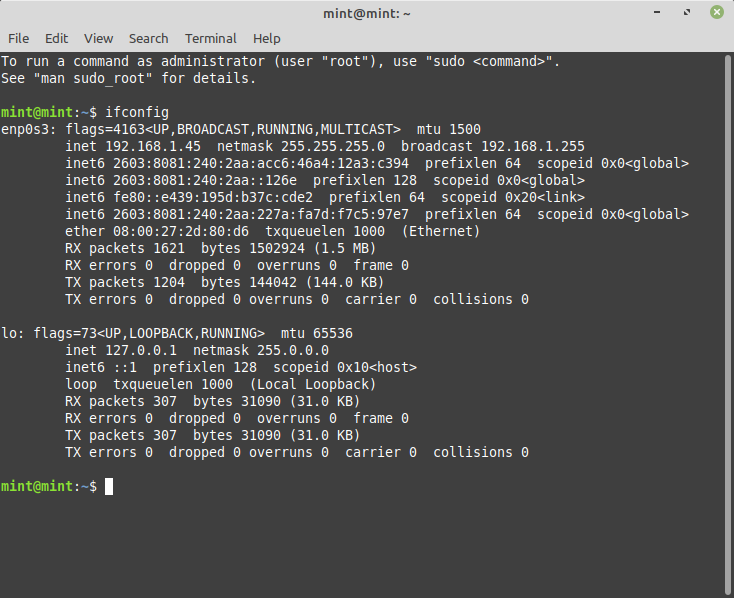 mint@mint: ~
File Edit View Search Terminal Help
To run a command as administrator (user "root"), use "sudo <command>".
See "man sudo_root" for details.
mint@mint:~$ ifconfig
enp0s3: flags=4163<UP,BROADCAST,RUNNING,MULTICAST>  mtu 1500
        inet 192.168.1.45  netmask 255.255.255.0  broadcast 192.168.1.255
        inet6 2603:8081:240:2aa:acc6:46a4:12a3:c394  prefixlen 64  scopeid 0x0<global>
        inet6 2603:8081:240:2aa::126e  prefixlen 128  scopeid 0x0<global>
        inet6 fe80::e439:195d:b37c:cde2  prefixlen 64  scopeid 0x20<link>
        inet6 2603:8081:240:2aa:227a:fa7d:f7c5:97e7  prefixlen 64  scopeid 0x0<global>
        ether 08:00:27:2d:80:d6  txqueuelen 1000  (Ethernet)
        RX packets 1621  bytes 1502924 (1.5 MB)
        RX errors 0  dropped 0  overruns 0  frame 0
        TX packets 1204  bytes 144042 (144.0 KB)
        TX errors 0  dropped 0 overruns 0  carrier 0  collisions 0
lo: flags=73<UP,LOOPBACK,RUNNING>  mtu 65536
        inet 127.0.0.1  netmask 255.0.0.0
        inet6 ::1  prefixlen 128  scopeid 0x10<host>
        loop  txqueuelen 1000  (Local Loopback)
        RX packets 307  bytes 31090 (31.0 KB)
        RX errors 0  dropped 0  overruns 0  frame 0
        TX packets 307  bytes 31090 (31.0 KB)
        TX errors 0  dropped 0 overruns 0  carrier 0  collisions 0
mint@mint:~$